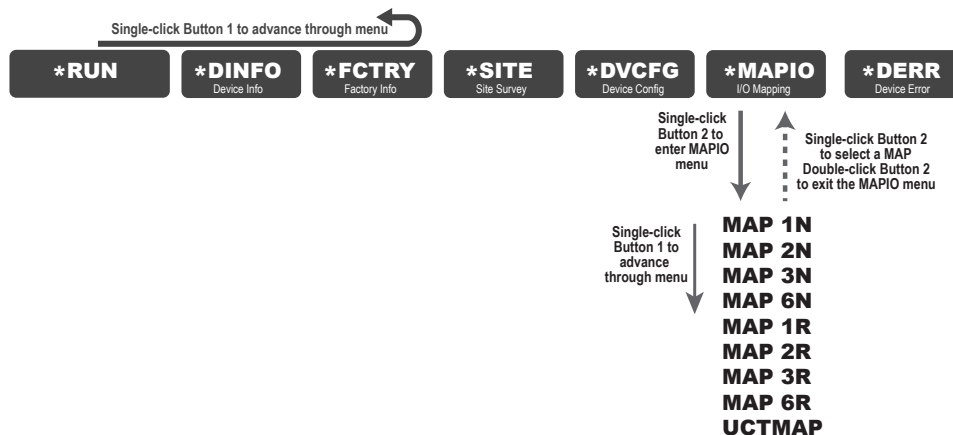 Single-click Button 1 to advance through menu
*RUN
*DINFO
Device Info
*FCTRY
Factory Info
*SITE
Site Survey
*DVCFG
Device Config
*MAPIO
I/O Mapping
*DERR
Device Error
Single-click
Button 2 to
enter MAPIO
menu
Single-click Button 2
to select a MAP
Double-click Button 2
to exit the MAPIO menu
Single-click
Button 1 to
advance
through menu
MAP 1N
MAP 2N
MAP 3N
MAP 6N
MAP 1R
MAP 2R
MAP 3R
MAP 6R
UCTMAP